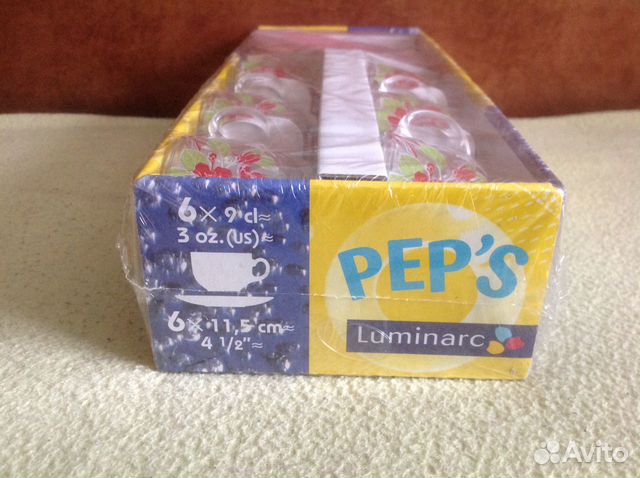 6 x 9 cl≈
3 oz. (US)≈
6 x 11,5 cm≈
4 1/2"≈
PEP'S
Luminarc
Avito